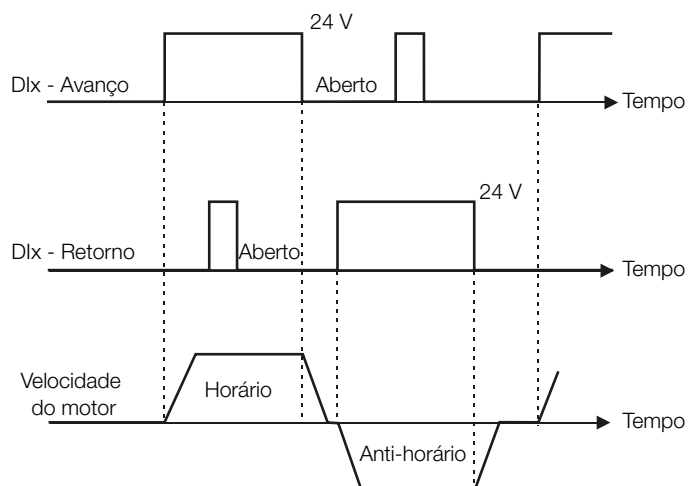 24 V
DIx - Avanço
Aberto
Tempo
24 V
DIx - Retorno
Aberto
Tempo
Velocidade
do motor
Horário
Tempo
Anti-horário